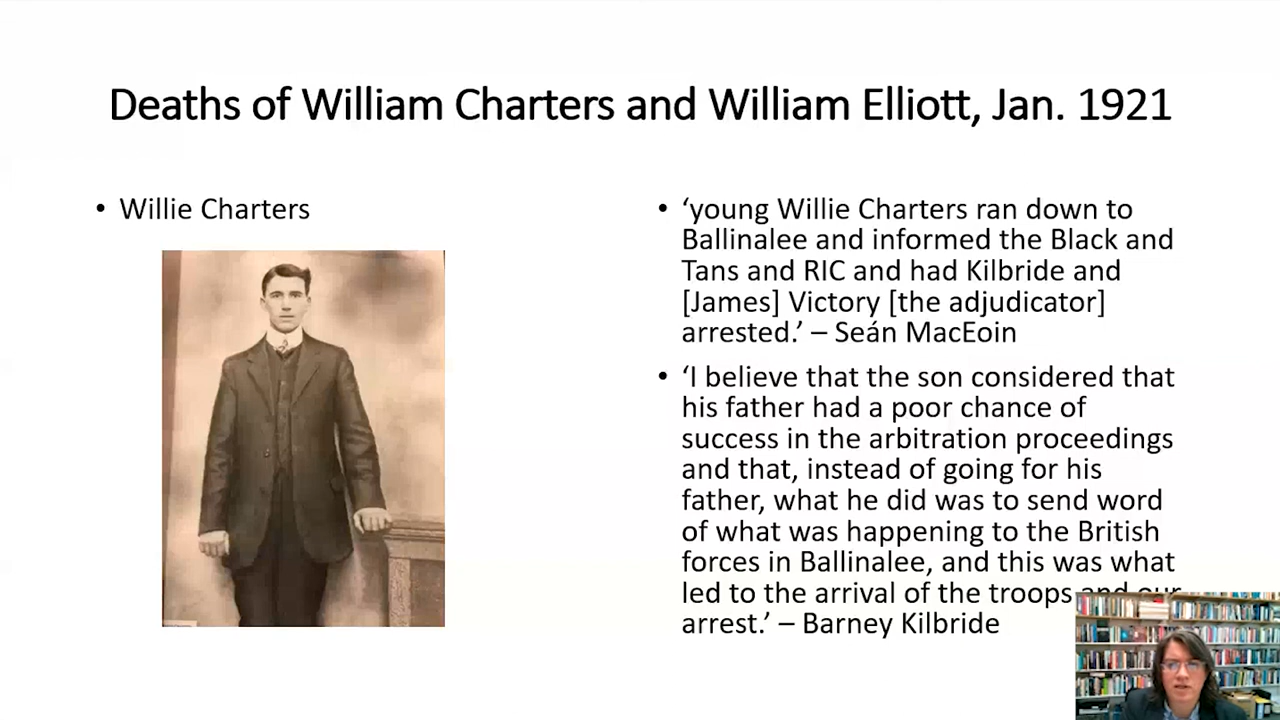 Deaths of William Charters and William Elliott, Jan. 1921
• Willie Charters
• ‘young Willie Charters ran down to
Ballinalee and informed the Black and
Tans and RIC and had Kilbride and
[James] Victory [the adjudicator]
arrested.’ – Seán MacEoin
• ‘I believe that the son considered that
his father had a poor chance of
success in the arbitration proceedings
and that, instead of going for his
father, what he did was to send word
of what was happening to the British
forces in Ballinalee, and this was what
led to the arrival of the troops and our
arrest.’ – Barney Kilbride